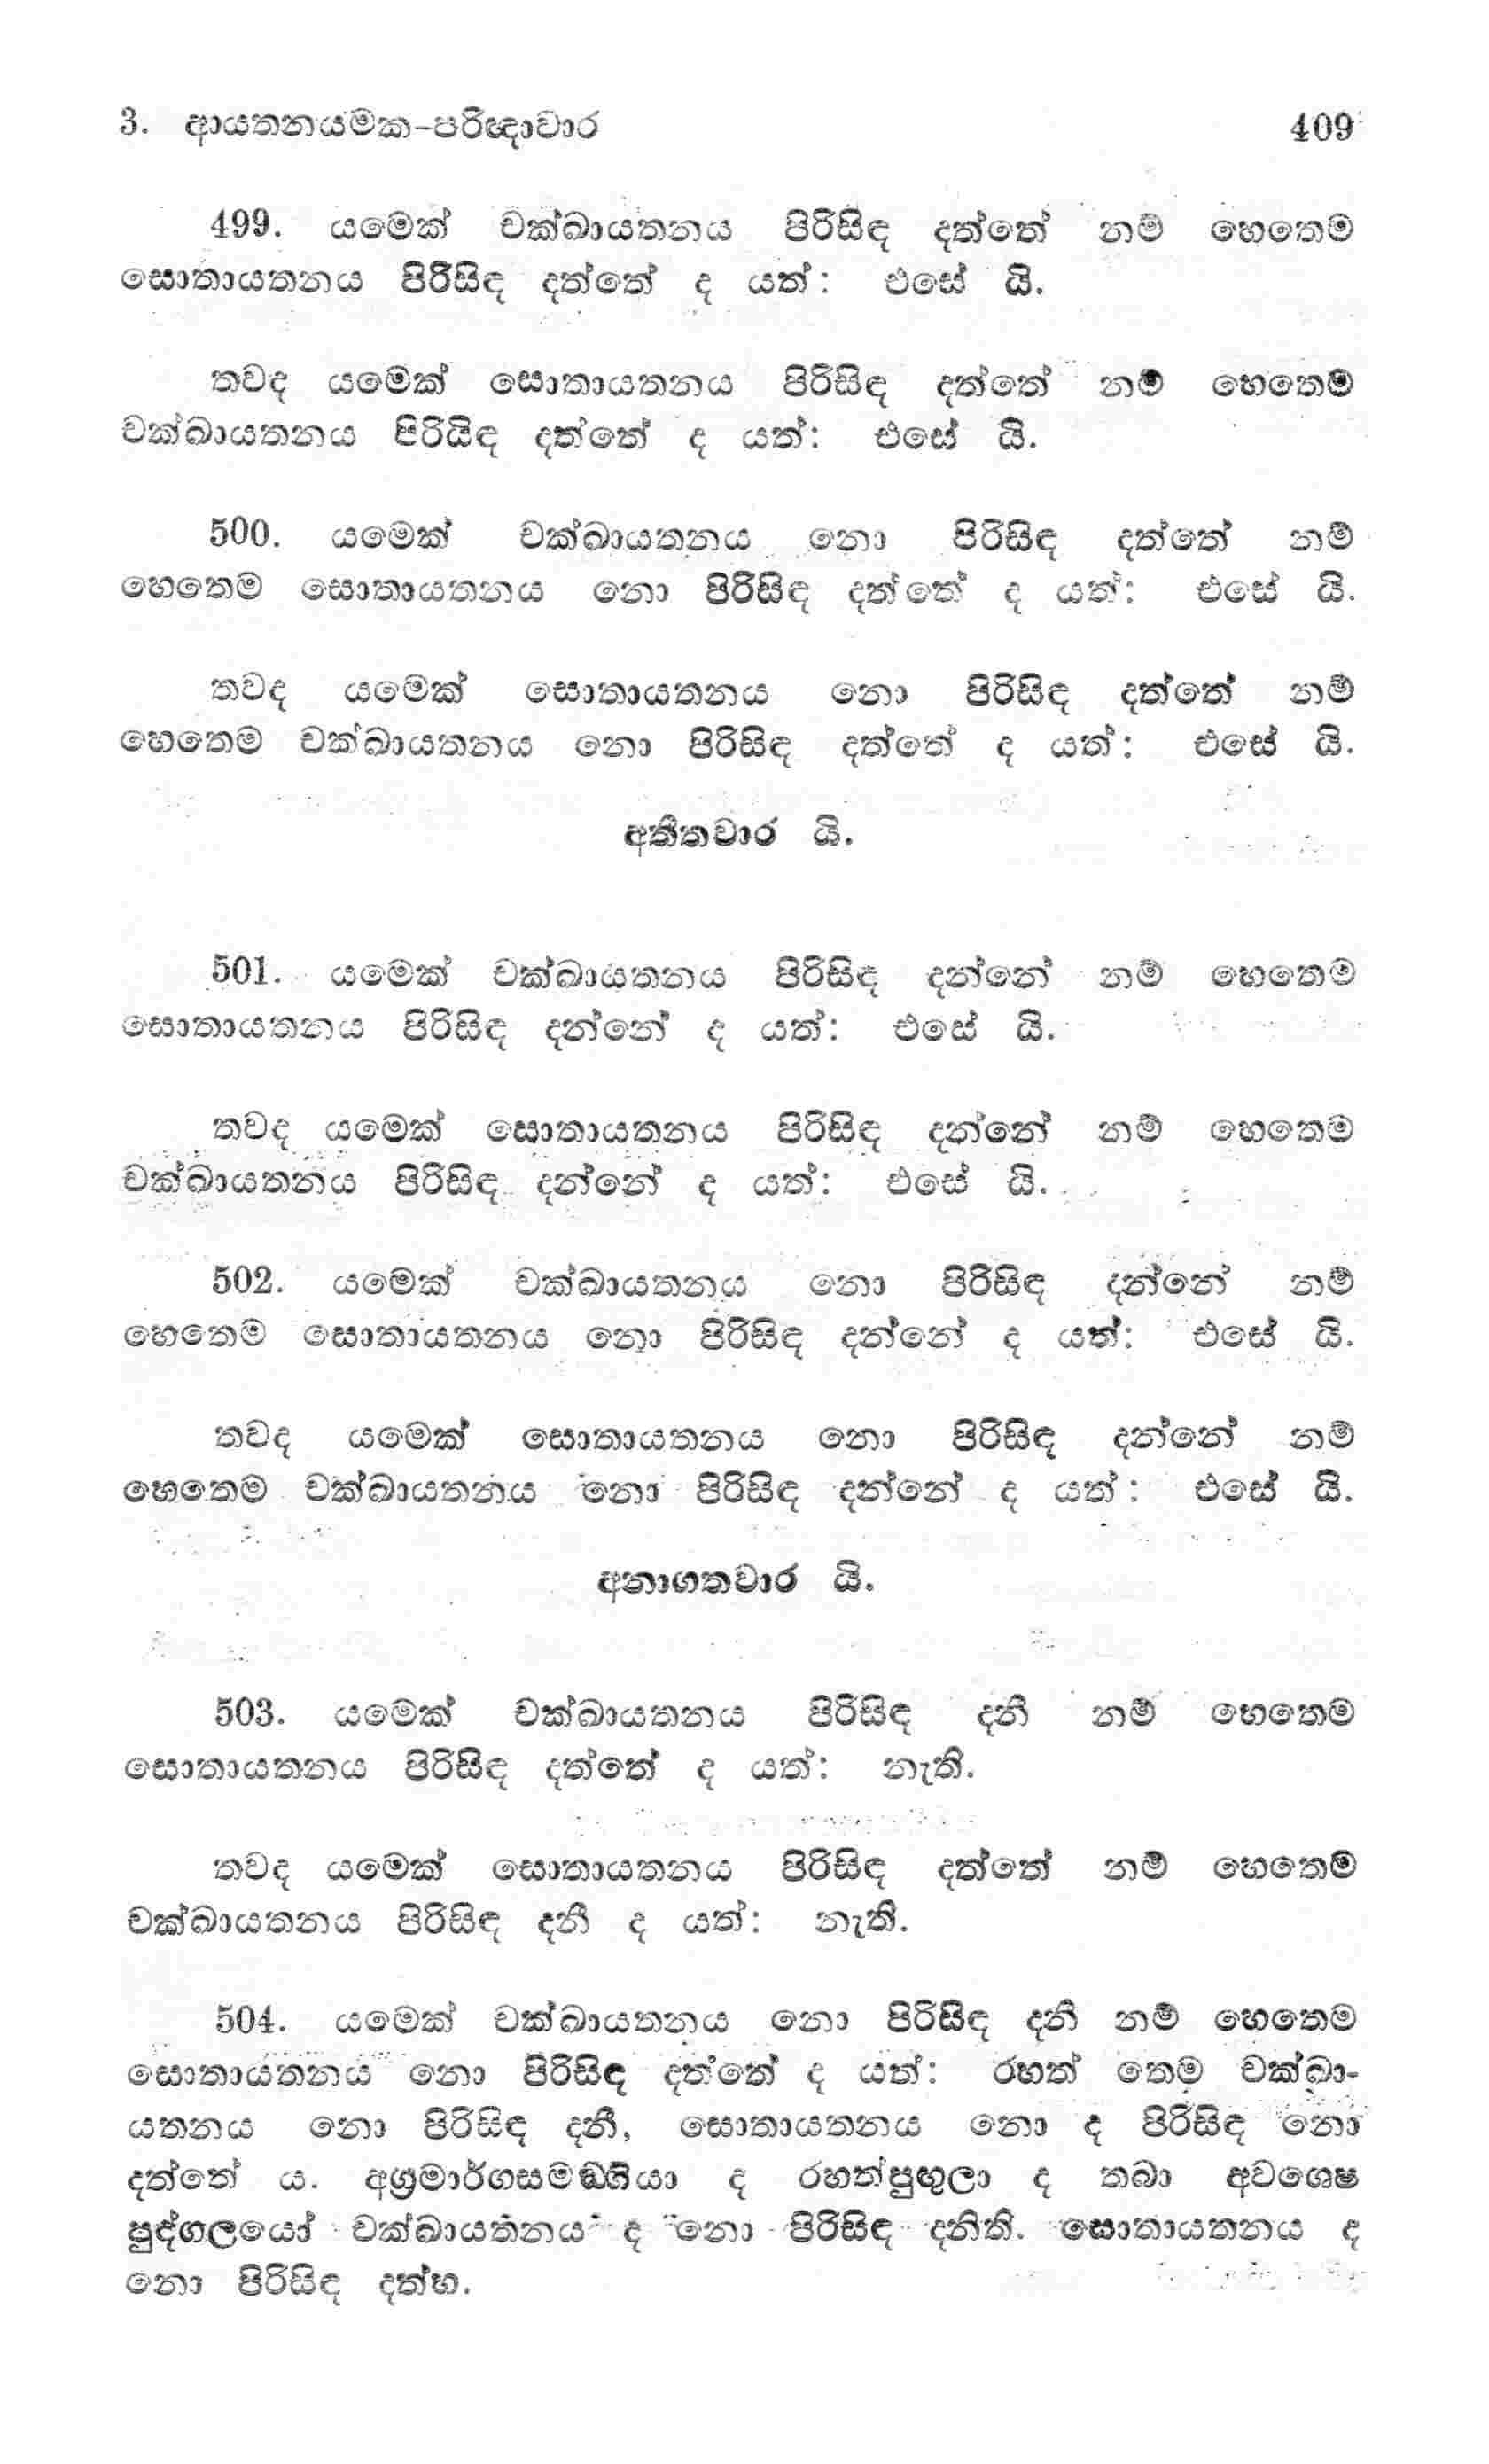 3. ආයතනයමක-පරිඥාවාර 409
499. යමෙක් චක්ඛායතනය පිරිසිඳ දත්තේ නම් හෙතෙම
සොතායතනය පිරිසිඳ දත්තේ ද යත්: එසේ යි.
තවද යමෙක් සොතායතනය පිරිසිඳ දත්තේ නම් හෙතෙම
චක්ඛායතනය පිරියිඳ දත්තේ ද යත්: එසේ යි.
500. යමෙක් චක්ඛායතනය නො පිරිසිඳ දත්තේ නම්
හෙතෙම සොතායතනය නො පිරිසිඳ දත්තේ ද යත්: එසේ යි.
තවද යමෙක් සොතායතනය නො පිරිසිඳ දත්තේ නම්
හෙතෙම චක්ඛායතනය නො පිරිසිඳ දත්තේ ද යත්: එසේ යි.
අතීතවාර යි.
501. යමෙක් චක්ඛායතනය පිරිසිඳ දන්නේ නම් හෙතෙම
සොතායතනය පිරිසිඳ දන්නේ ද යත්: එසේ යි.
තවද යමෙක් සොතායතනය පිරිසිඳ දන්නේ නම් හෙතෙම
චක්ඛායතනය පිරිසිඳ දන්නේ ද යත්: එසේ යි.
502. යමෙක් චක්ඛායතනය නො පිරිසිඳ දන්නේ නම්
හෙතෙම සොතායතනය නො පිරිසිඳ දන්නේ ද යත්: එසේ යි.
තවද යමෙක් සොතායතනය නො පිරිසිඳ දන්නේ නම්
හෙතෙම චක්ඛායතනය නො පිරිසිඳ දන්නේ ද යත්: එසේ යි.
අනාගතවාර යි.
503. යමෙක් චක්ඛායතනය පිරිසිඳ දනී නම් හෙතෙම
සොතායතනය පිරිසිඳ දත්තේ ද යත්: නැති.
තවද යමෙක් සොතායතනය පිරිසිඳ දත්තේ නම් හෙතෙම
චක්ඛායතනය පිරිසිඳ දනී ද යත්: නැති.
504. යමෙක් චක්ඛායතනය නො පිරිසිඳ දනී නම් හෙතෙම
සොතායතනය නො පිරිසිඳ දත්තේ ද යත්: රහත් තෙම චක්ඛා-
යතනය නො පිරිසිඳ දනී, සොතායතනය නො ද පිරිසිඳ නො
දත්තේ ය. අග්‍රමාර්ගසමඞ්ගියා ද රහත්පුඟුලා ද තබා අවශෙෂ
පුද්ගලයෝ චක්ඛායතනය ද නො පිරිසිඳ දනිති. සොතායතනය ද
නො පිරිසිඳ දත්හ.